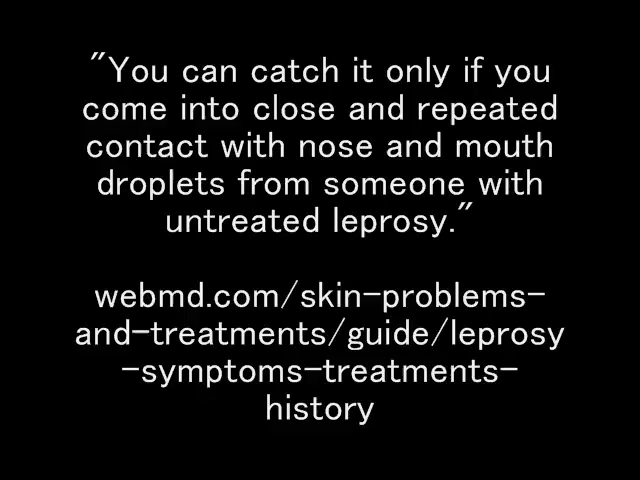 "You can catch it only if you
come into close and repeated
contact with nose and mouth
droplets from someone with
untreated leprosy."
webmd.com/skin-problems-
and-treatments/guide/leprosy
-symptoms-treatments-
history